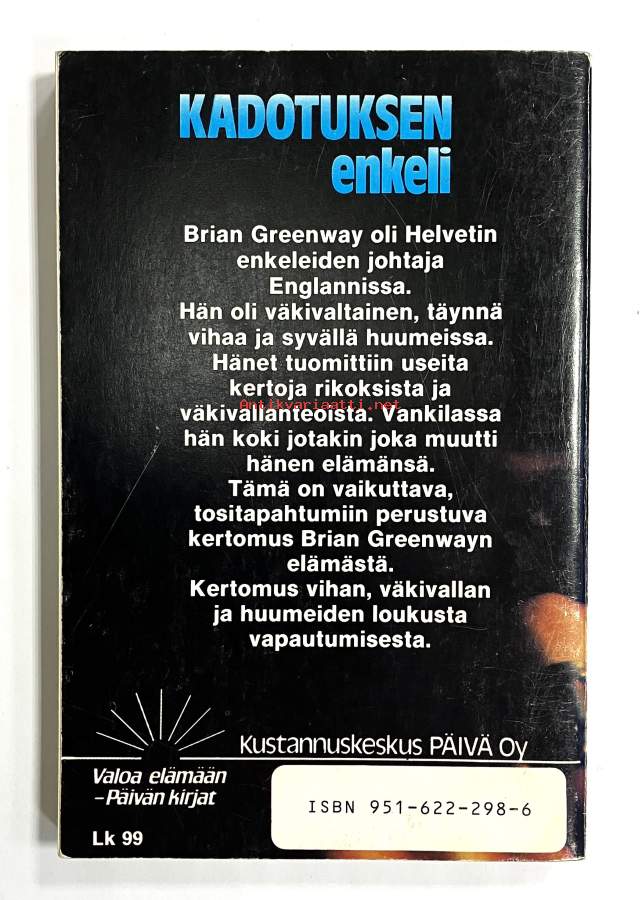 KADOTUKSEN
enkeli
Brian Greenway oli Helvetin
enkeleiden johtaja
Englannissa.
Hän oli väkivaltainen, täynnä
vihaa ja syvällä huumeissa.
Hänet tuomittiin useita
kertoja rikoksista ja
Antikvariaatti.net
väkivallanteoista. Vankilassa
hän koki jotakin joka muutti
hänen elämänsä.
Tämä on vaikuttava,
tositapahtumiin perustuva
kertomus Brian Greenwayn
elämästä.
Kertomus vihan, väkivallan
ja huumeiden loukusta
vapautumisesta.
Kustannuskeskus PÄIVÄ Oy
Valoa elämään
–Päivän kirjat
ISBN 951-622-298-6
Lk 99